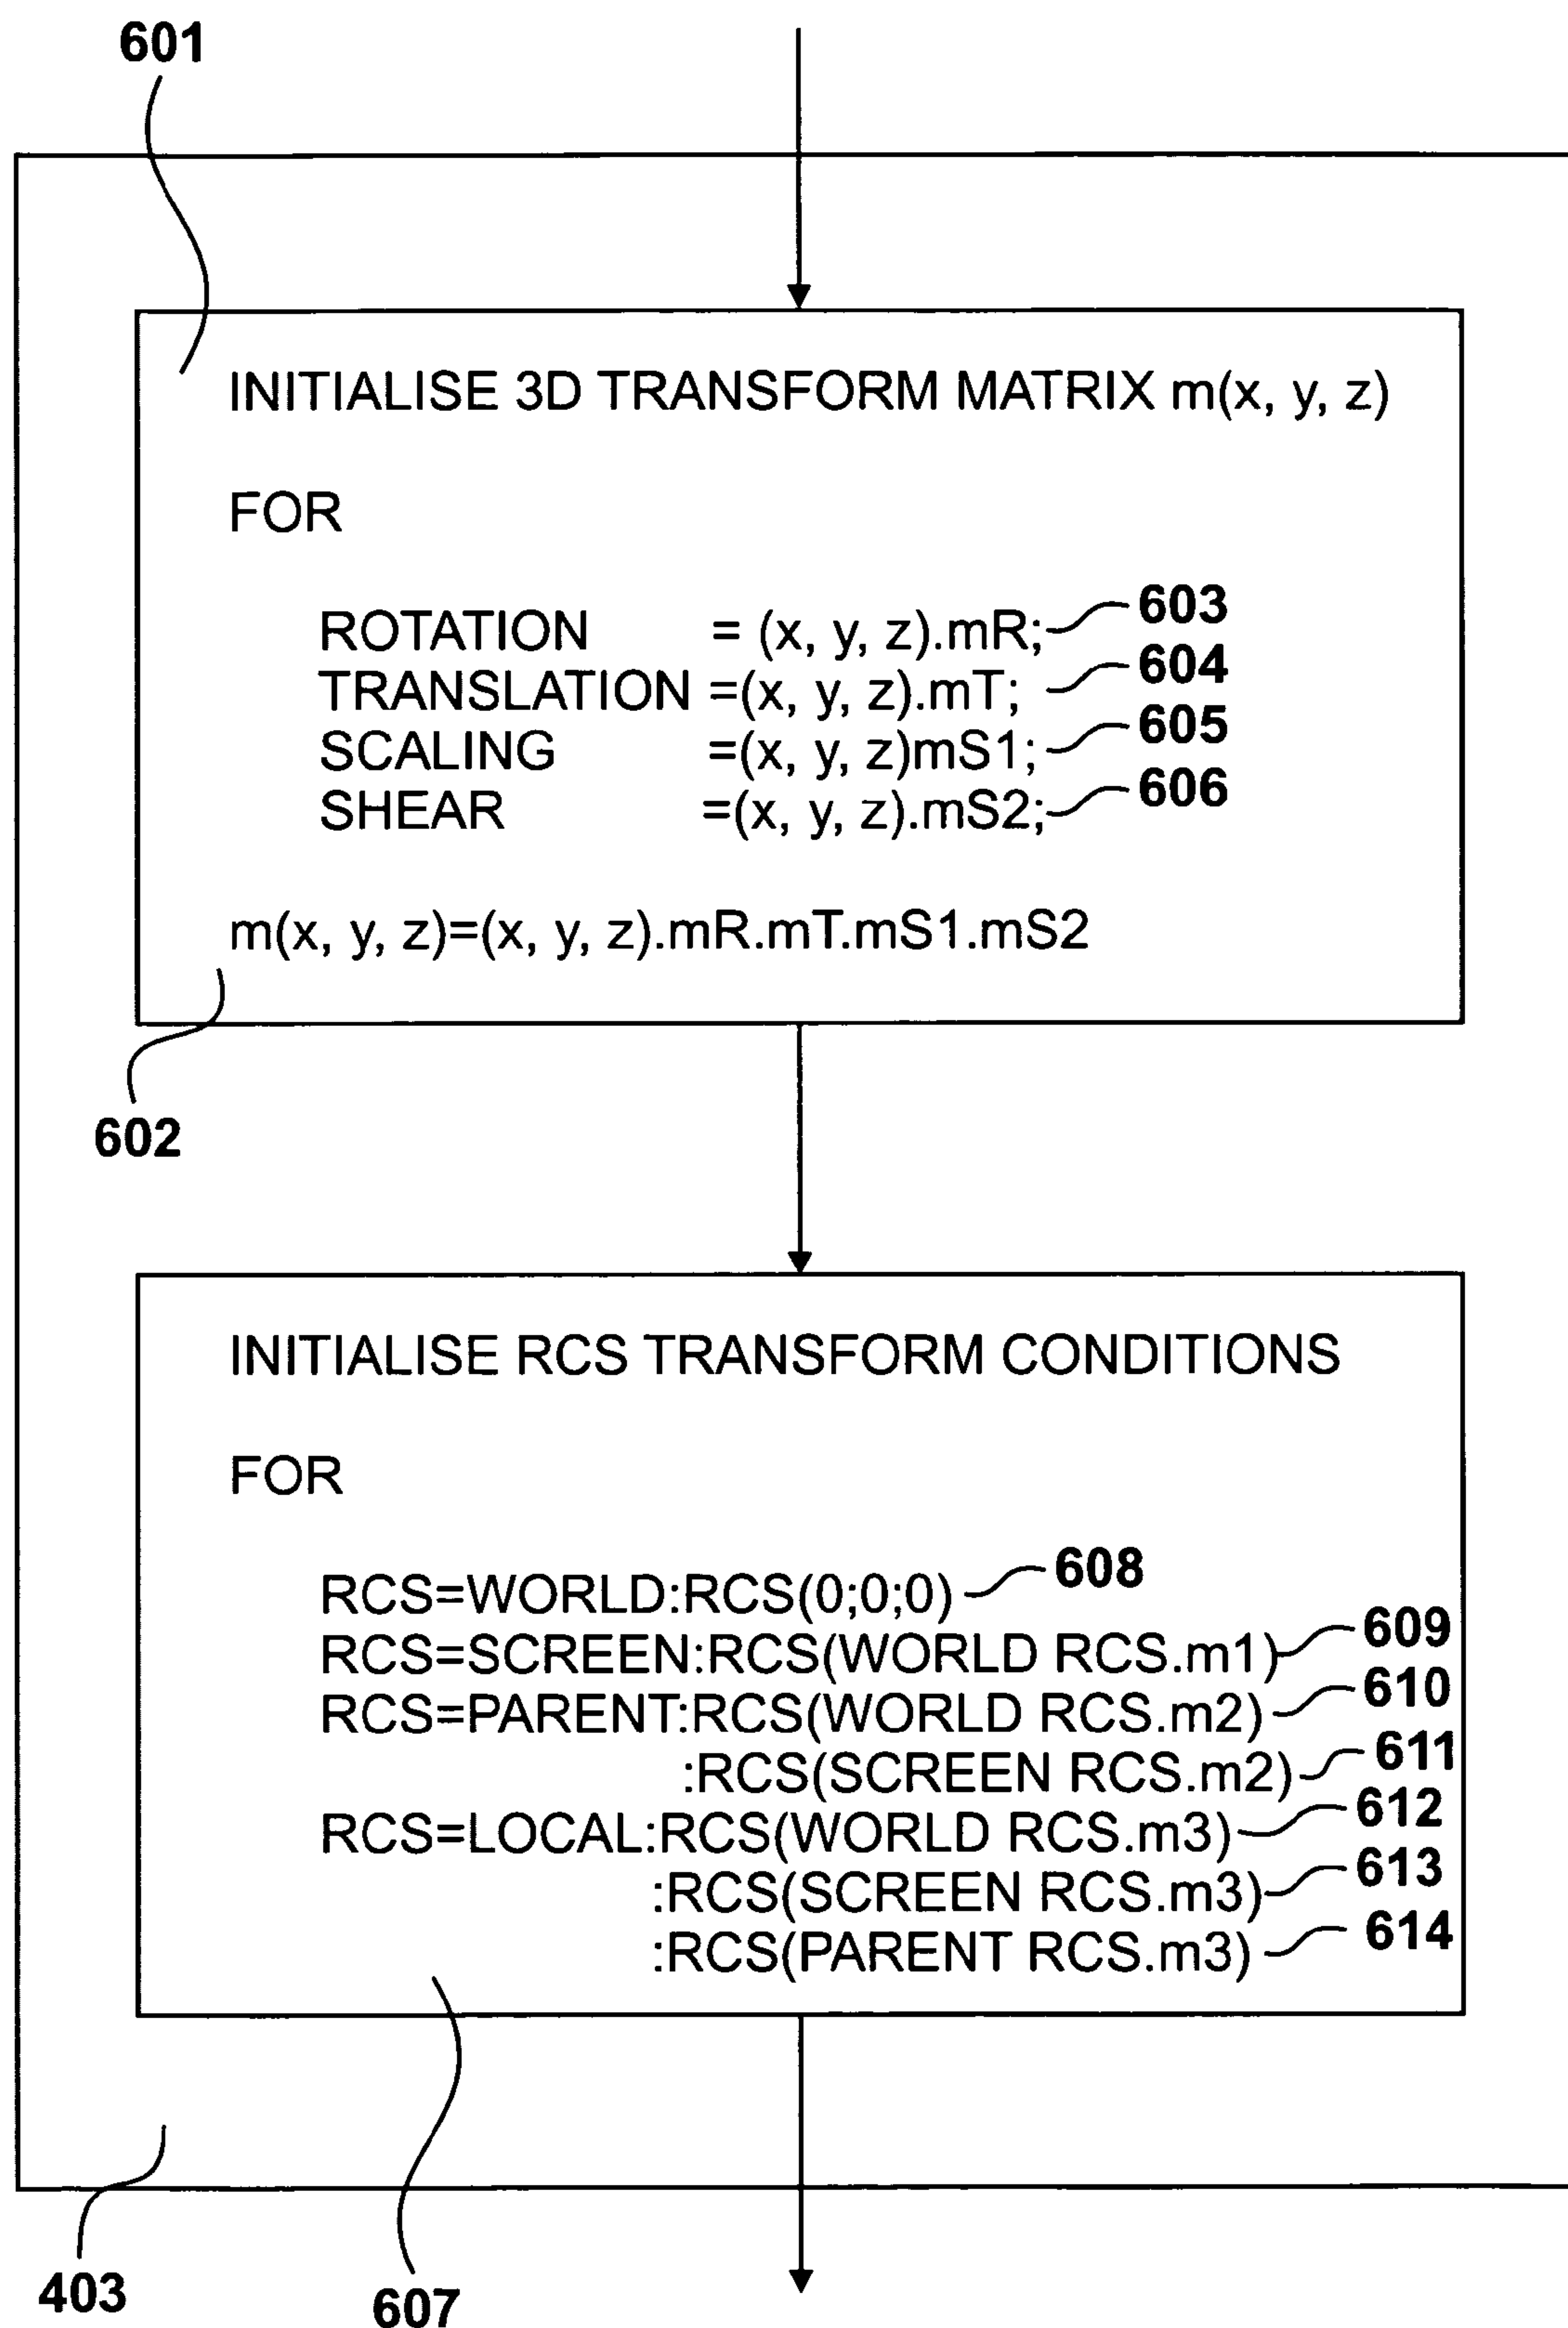 601
INITIALISE 3D TRANSFORM MATRIX m(x, y, z)
FOR
ROTATION = (x, y, z).mR; 603
TRANSLATION =(x, y, z).mT; 604
SCALING =(x, y, z)mS1; 605
SHEAR =(x, y, z).mS2; 606
m(x, y, z)=(x, y, z).mR.mT.mS1.mS2
602
INITIALISE RCS TRANSFORM CONDITIONS
FOR
RCS=WORLD:RCS(0;0;0) 608
RCS=SCREEN:RCS(WORLD RCS.m1) 609
RCS=PARENT:RCS(WORLD RCS.m2) 610
:RCS(SCREEN RCS.m2) 611
RCS=LOCAL:RCS(WORLD RCS.m3) 612
:RCS(SCREEN RCS.m3) 613
:RCS(PARENT RCS.m3) 614
403
607